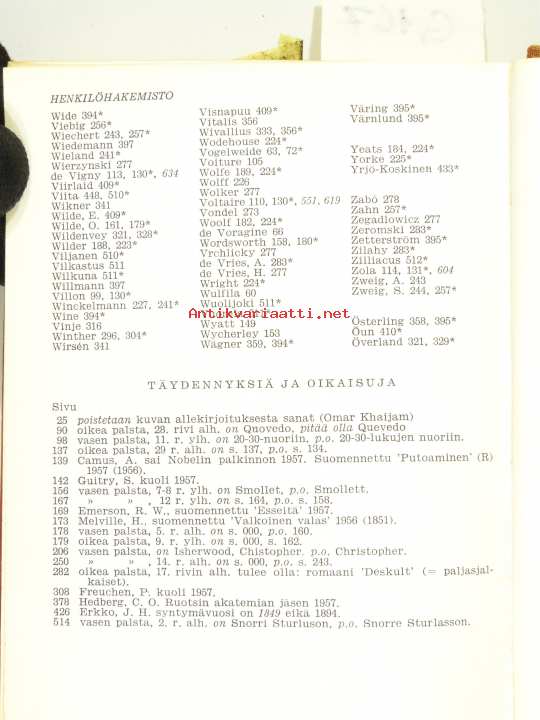 HENKILÖHAKEMISTO
Wide 394*
Viebig 256*
Wiechert 243, 257*
Wiedemann 397
Wieland 241*
Wierzynski 277
de Vigny 113, 130*, 634
Viirlaid 409*
Viita 448, 510*
Wikner 341
Wilde, E. 409*
Wilde, O. 161, 179*
Wildenvey 321, 328*
Wilder 188, 223*
Viljanen 510*
Vilkastus 511
Wilkuna 511*
Willmann 397
Villon 99, 130*
Winckelmann 227, 241*
Wine 394*
Vinje 316
Winther 296, 304*
Wirsén 341
Visnapuu 409*
Vitalis 356
Wivallius 333, 356*
Wodehouse 224*
Vogelweide 63, 72*
Voiture 105
Wolfe 189, 224*
Wolff 226
Wolker 277
Voltaire 110, 130*, 551, 619
Vondel 273
Woolf 182, 224*
de Voragine 66
Wordsworth 158, 180*
Vrchlicky 277
de Vries, A. 283*
de Vries, H. 277
Wright 224*
Wulfila 60
Wuolijoki 511*
Wyatt 149
Wycherley 153
Wägner 359, 394*
Väring 395*
Värnlund 395*
Yeats 184, 224*
Yorke 225*
Yrjö-Koskinen 433*
Zabó 278
Zahn 257*
Zegadlowicz 277
Zeromski 283*
Zetterström 395*
Zilahy 283*
Zilliacus 512*
Zola 114, 131*, 604
Zweig, A. 243
Zweig, S. 244, 257*
Österling 358, 395*
Õun 410*
Øverland 321, 329*
Antikvariaatti.net
TÄYDENNYKSIÄ JA OIKAISUJA
Sivu
25 poistetaan kuvan allekirjoituksesta sanat (Omar Khaijam)
90 oikea palsta, 28. rivi alh. on Qnovedo, pitää olla Quevedo
98 vasen palsta, 11. r. ylh. on 20-30-nuoriin, p.o. 20-30-lukujen nuoriin.
137 oikea palsta, 29 r. alh. on s. 137, p.o. s. 134.
139 Camus, A. sai Nobelin palkinnon 1957. Suomennettu 'Putoaminen' (R)
1957 (1956).
142 Guitry, S. kuoli 1957.
156 vasen palsta, 7-8 r. ylh. on Smollet, p.o. Smollett.
167 » » , 12 r. ylh. on s. 164, p.o. s. 158.
169 Emerson, R. W., suomennettu 'Esseitä' 1957.
173 Melville, H., suomennettu 'Valkoinen valas' 1956 (1851).
178 vasen palsta, 5. r. alh. on s. 000, p.o. 160.
179 oikea palsta, 9. r. ylh. on s. 000, s. 162.
206 vasen palsta, on Isherwood, Chistopher. p.o. Christopher.
250 » » , 14. r. alh. on s. 000, p.o. s. 243.
282 oikea palsta, 17. rivin alh. tulee olla: romaani 'Deskult' (= paljasjal-
kaiset).
308 Freuchen, P. kuoli 1957.
378 Hedberg, C. O. Ruotsin akatemian jäsen 1957.
426 Erkko, J. H. syntymävuosi on 1849 eikä 1894.
514 vasen palsta, 2. r. alh. on Snorri Sturluson, p.o. Snorre Sturlasson.